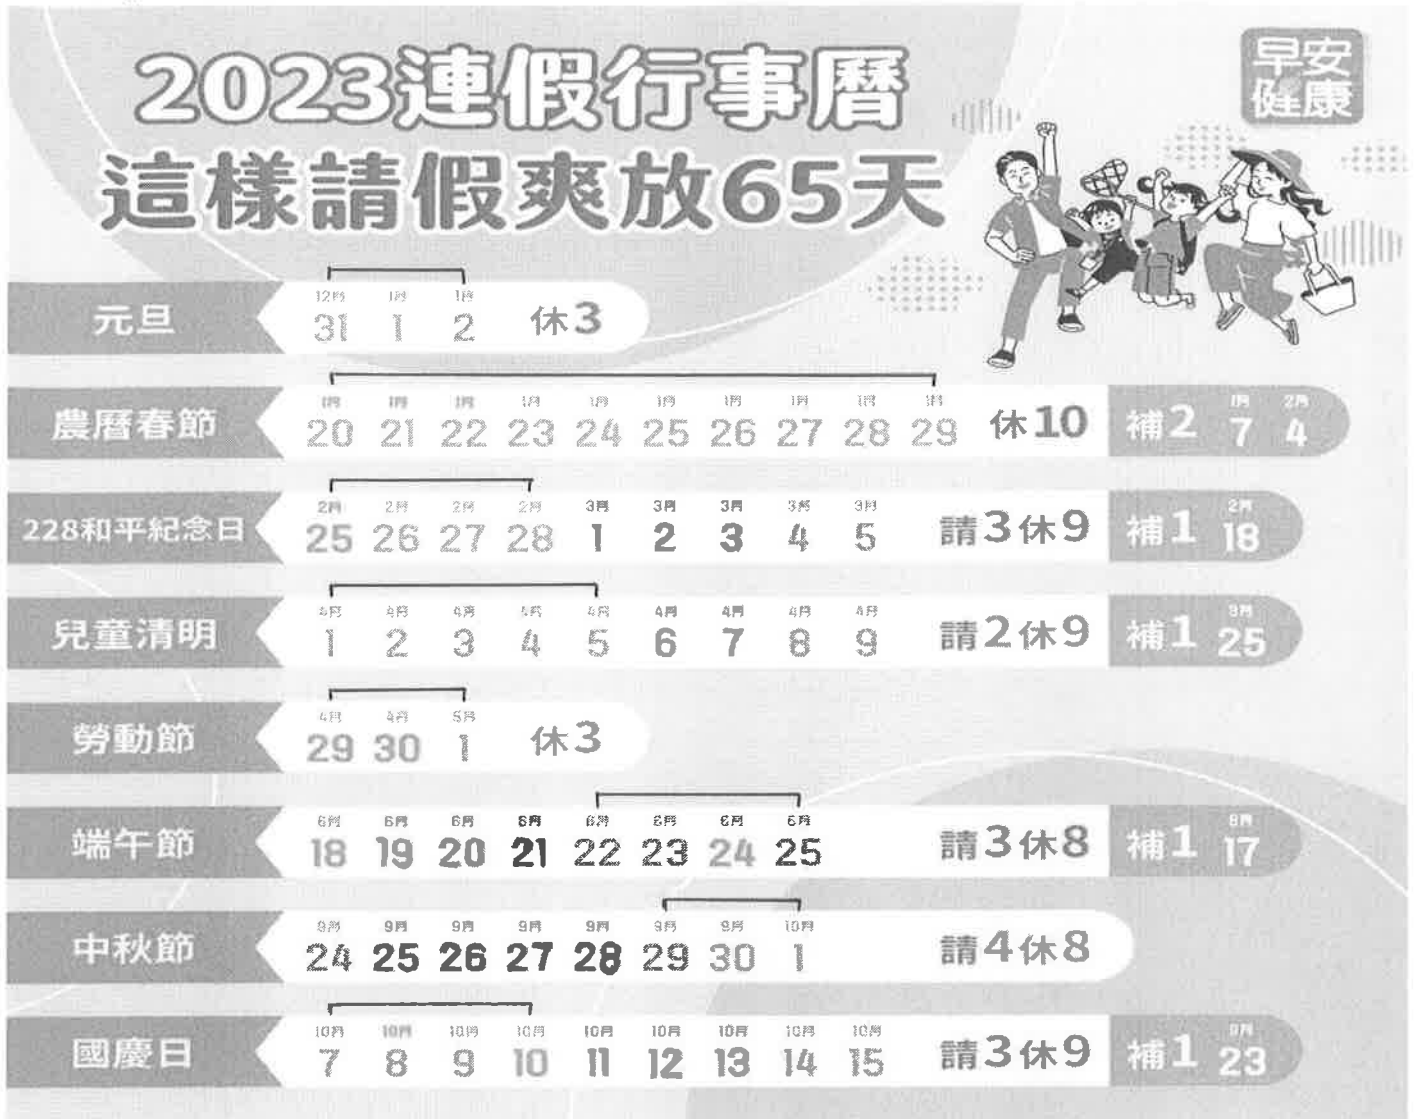 2023連假行事曆
早安
健康
這樣請假爽放65天
元旦
12月 1月 1月
31 1 2 休3
農曆春節
1月 1月 1月 1月 1月 1月 1月 1月 1月 1月
20 21 22 23 24 25 26 27 28 29 休10
補2 1月 7 2月 4
228和平紀念日
2月 2月 2月 2月 3月 3月 3月 3月 3月
25 26 27 28 1 2 3 4 5 請3休9
補1 2月 18
兒童清明
4月 4月 4月 4月 4月 4月 4月 4月 4月
1 2 3 4 5 6 7 8 9 請2休9
補1 3月 25
勞動節
4月 4月 5月
29 30 1 休3
端午節
6月 6月 6月 6月 6月 6月 6月 6月
18 19 20 21 22 23 24 25 請3休8
補1 6月 17
中秋節
9月 9月 9月 9月 9月 9月 9月 10月
24 25 26 27 28 29 30 1 請4休8
國慶日
10月 10月 10月 10月 10月 10月 10月 10月 10月
7 8 9 10 11 12 13 14 15 請3休9
補1 9月 23